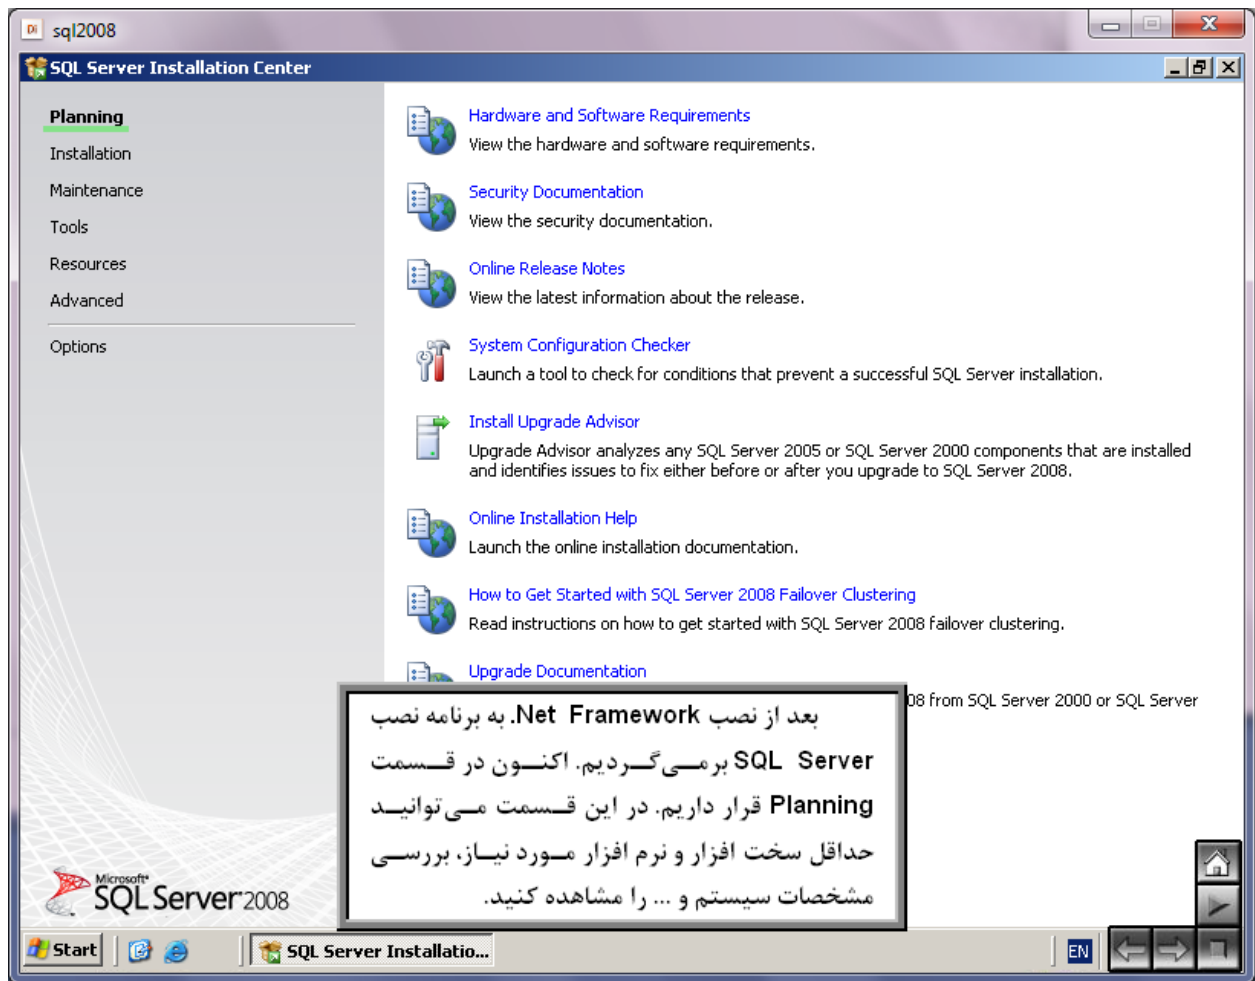 sql2008
SQL Server Installation Center
Planning
Installation
Maintenance
Tools
Resources
Advanced
Options
Hardware and Software Requirements
View the hardware and software requirements.
Security Documentation
View the security documentation.
Online Release Notes
View the latest information about the release.
System Configuration Checker
Launch a tool to check for conditions that prevent a successful SQL Server installation.
Install Upgrade Advisor
Upgrade Advisor analyzes any SQL Server 2005 or SQL Server 2000 components that are installed
and identifies issues to fix either before or after you upgrade to SQL Server 2008.
Online Installation Help
Launch the online installation documentation.
How to Get Started with SQL Server 2008 Failover Clustering
Read instructions on how to get started with SQL Server 2008 failover clustering.
Upgrade Documentation
08 from SQL Server 2000 or SQL Server
بعد از نصب Net Framework. به برنامه نصب
SQL Server برمی‌گردیم. اکنون در قسمت
Planning قرار داریم. در این قسمت می‌توانید
حداقل سخت افزار و نرم افزار مورد نیاز، بررسی
مشخصات سیستم و ... را مشاهده کنید.
Microsoft
SQL Server 2008
Start
SQL Server Installatio...
EN